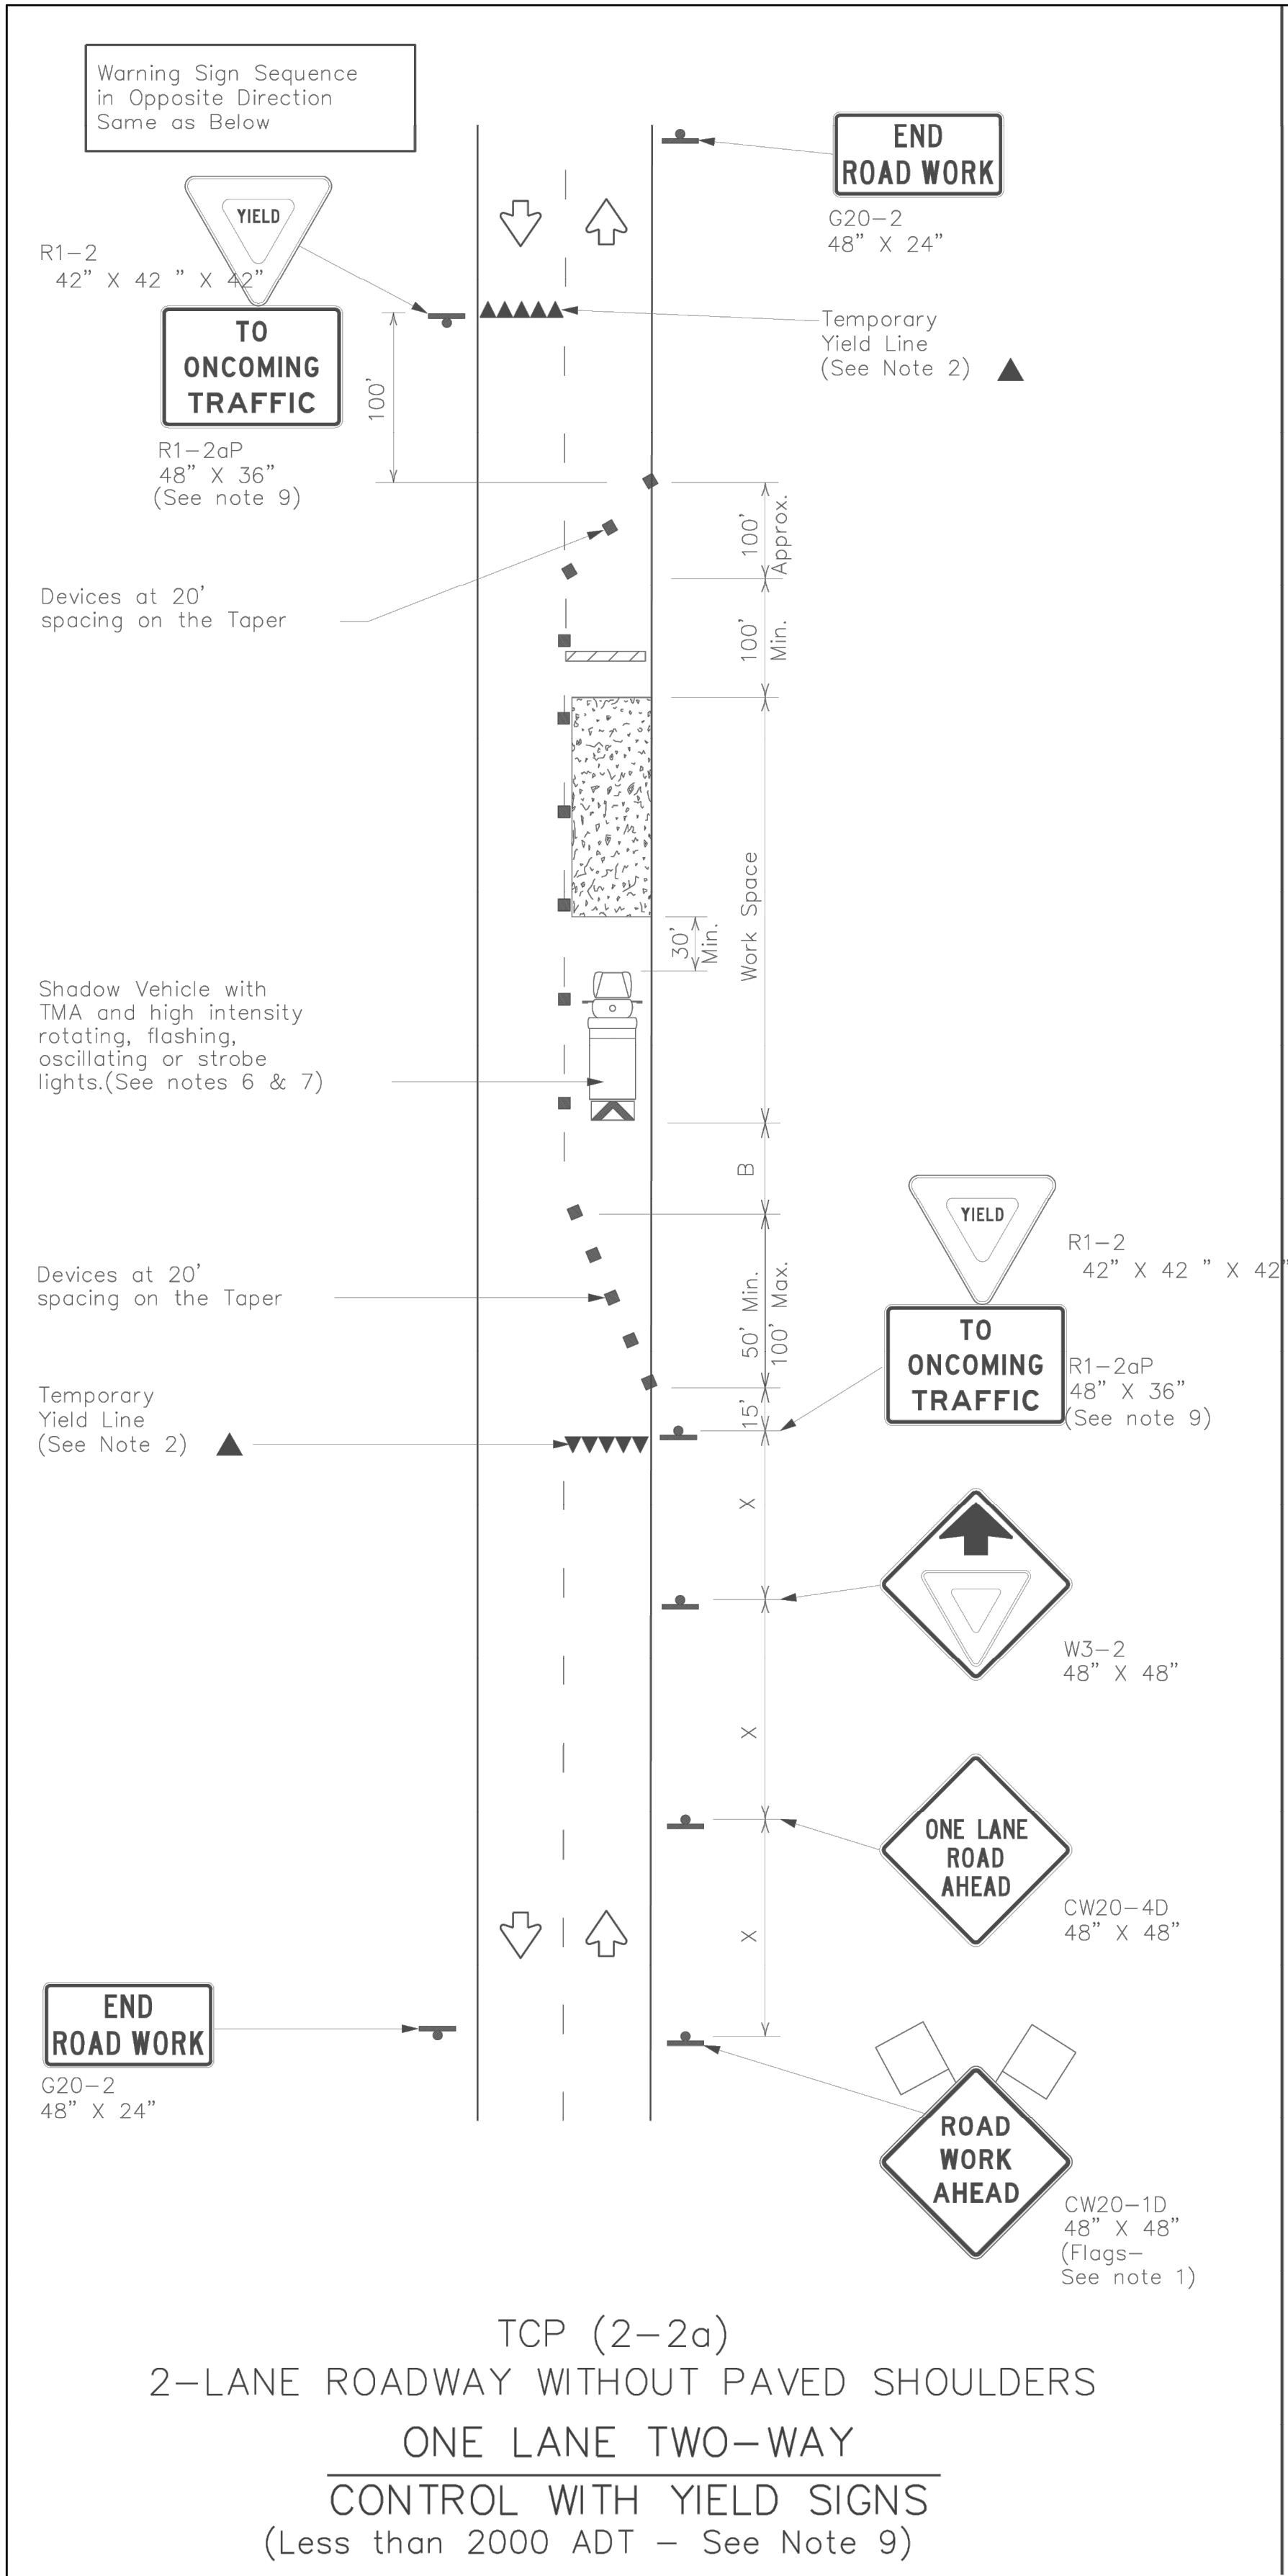 Warning Sign Sequence
in Opposite Direction
Same as Below
END
ROAD WORK
G20-2
48" X 24"
YIELD
R1-2
42" X 42 " X 42"
TO
ONCOMING
TRAFFIC
R1-2aP
48" X 36"
(See note 9)
100'
Temporary
Yield Line
(See Note 2)
100'
Approx.
Devices at 20'
spacing on the Taper
100'
Min.
Work Space
30'
Min.
Shadow Vehicle with
TMA and high intensity
rotating, flashing,
oscillating or strobe
lights.(See notes 6 & 7)
B
YIELD
R1-2
42" X 42 " X 42"
TO
ONCOMING
TRAFFIC
R1-2aP
48" X 36"
(See note 9)
Devices at 20'
spacing on the Taper
50' Min.
100' Max.
15'
Temporary
Yield Line
(See Note 2)
X
W3-2
48" X 48"
X
ONE LANE
ROAD
AHEAD
CW20-4D
48" X 48"
X
END
ROAD WORK
G20-2
48" X 24"
ROAD
WORK
AHEAD
CW20-1D
48" X 48"
(Flags-
See note 1)
TCP (2-2a)
2-LANE ROADWAY WITHOUT PAVED SHOULDERS
ONE LANE TWO-WAY
CONTROL WITH YIELD SIGNS
(Less than 2000 ADT - See Note 9)